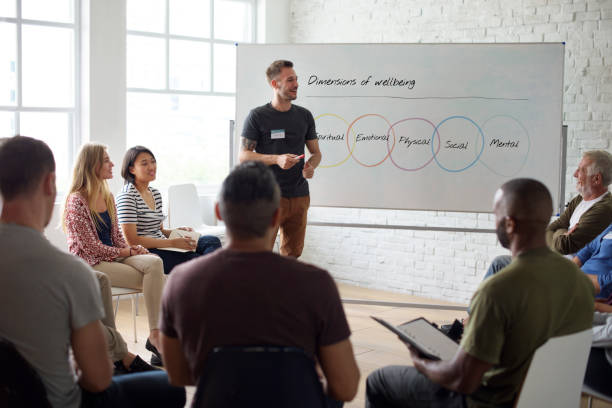 Dimensions of wellbeing
Spiritual Emotional Physical Social Mental